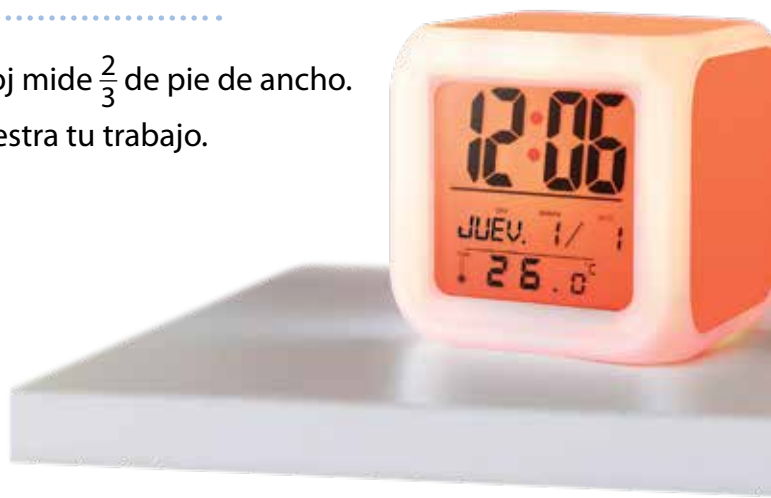 oj mide 2/3 de pie de ancho.
estra tu trabajo.
12:06
JUEV. 1/ 1
26.0°C